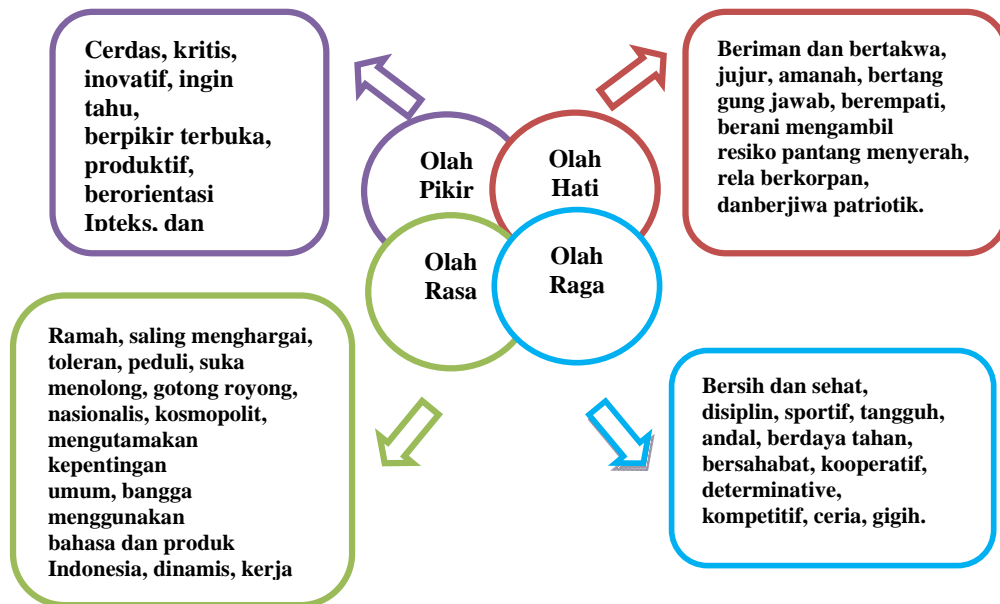 Cerdas, kritis,
inovatif, ingin
tahu,
berpikir terbuka,
produktif,
berorientasi
Ipteks, dan
Beriman dan bertakwa,
jujur, amanah, bertang
gung jawab, berempati,
berani mengambil
resiko pantang menyerah,
rela berkorpan,
danberjiwa patriotik.
Olah
Pikir
Olah
Hati
Olah
Rasa
Olah
Raga
Ramah, saling menghargai,
toleran, peduli, suka
menolong, gotong royong,
nasionalis, kosmopolit,
mengutamakan
kepentingan
umum, bangga
menggunakan
bahasa dan produk
Indonesia, dinamis, kerja
Bersih dan sehat,
disiplin, sportif, tangguh,
andal, berdaya tahan,
bersahabat, kooperatif,
determinative,
kompetitif, ceria, gigih.